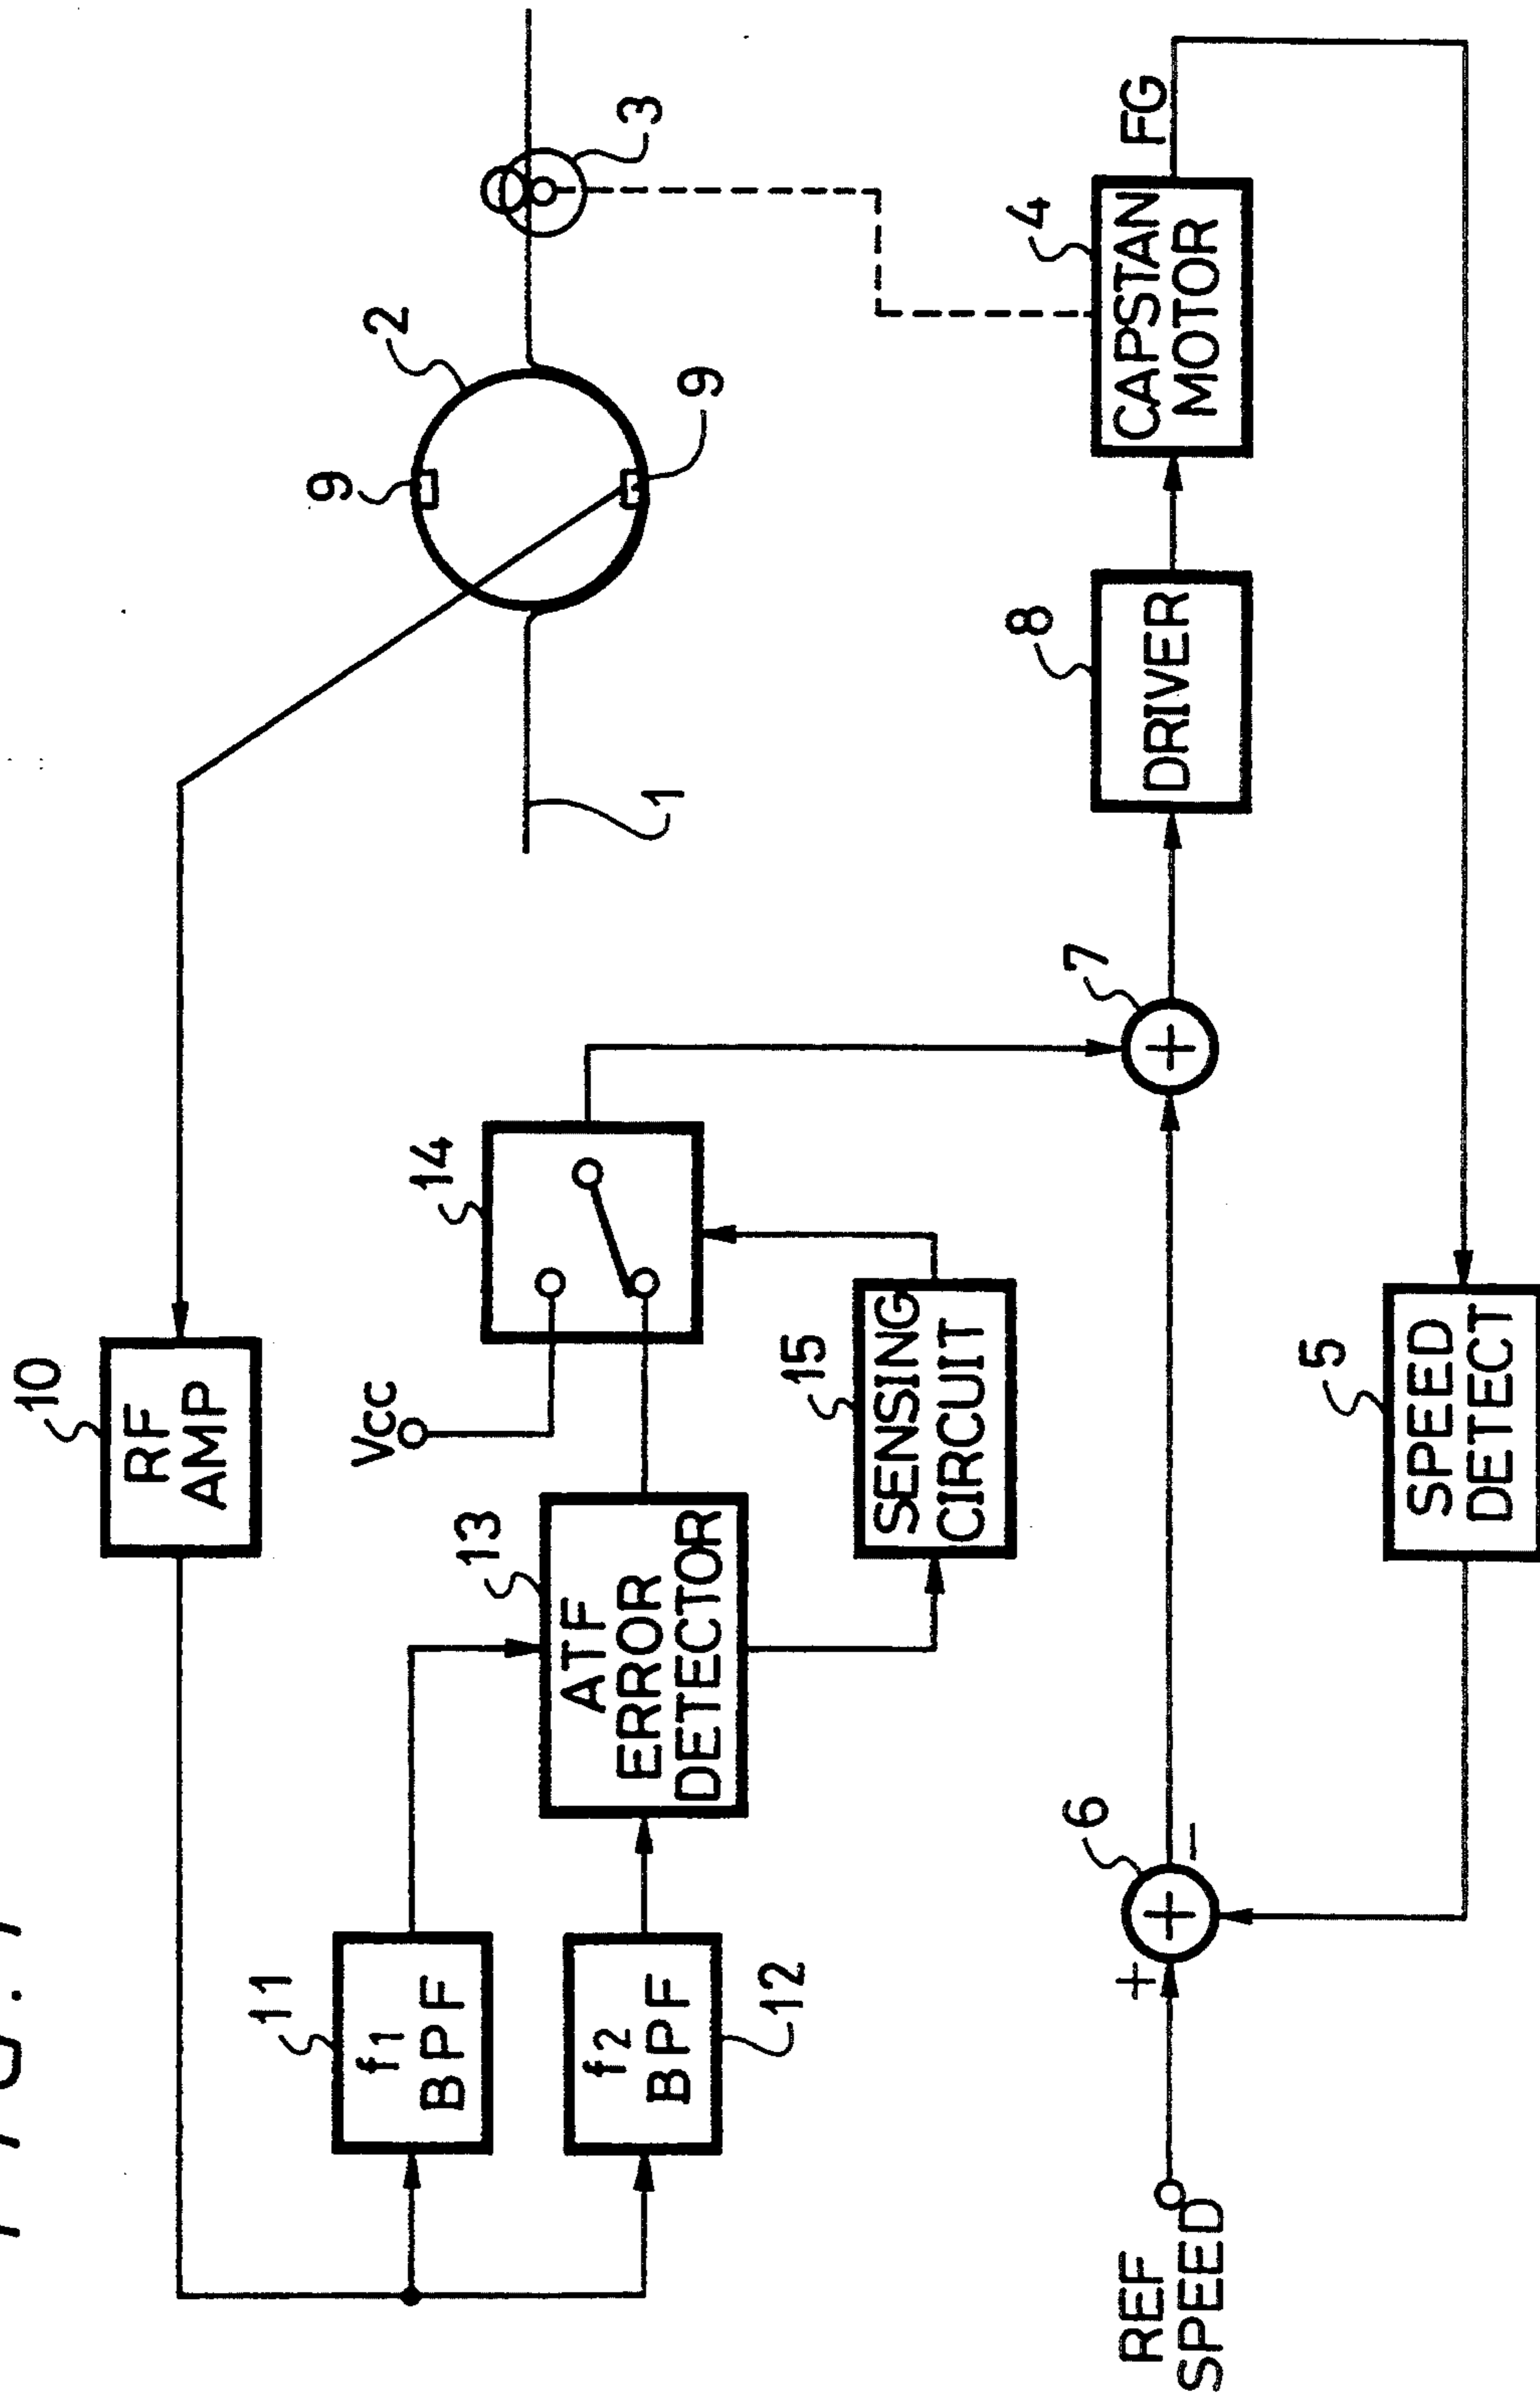 10
RF
AMP
2
9
9
3
1
11
f1
BPF
f2
BPF
12
13
ATF
ERROR
DETECTOR
Vcc
14
15
SENSING
CIRCUIT
REF
SPEED
+
6
+
−
7
+
8
DRIVER
4
CAPSTAN
MOTOR
FG
5
SPEED
DETECT